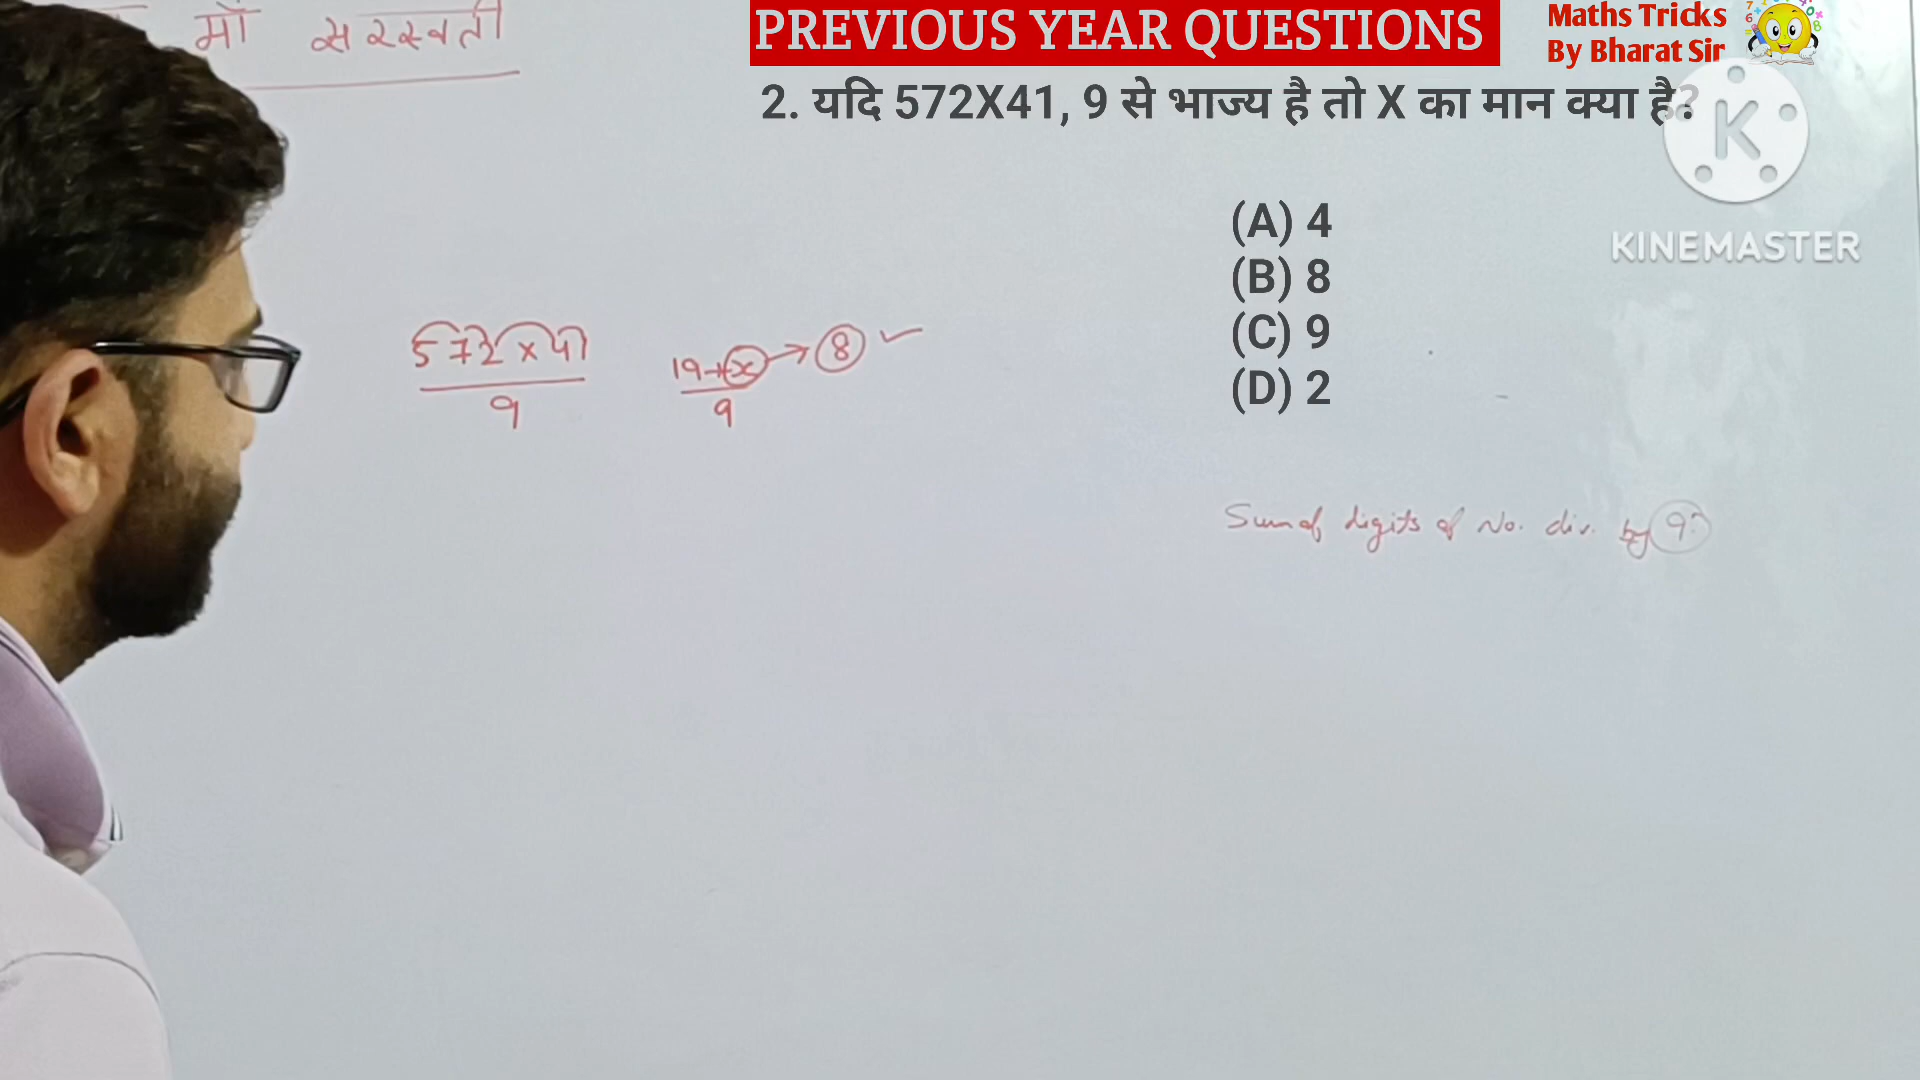 माँ सरस्वती
PREVIOUS YEAR QUESTIONS
Maths Tricks
By Bharat Sir
2. यदि 572X41, 9 से भाज्य है तो X का मान क्या है?
K
KINEMASTER
(A) 4
(B) 8
(C) 9
(D) 2
572x41
9
19+x → 8 ✓
9
Sum of digits of No. div. by 9